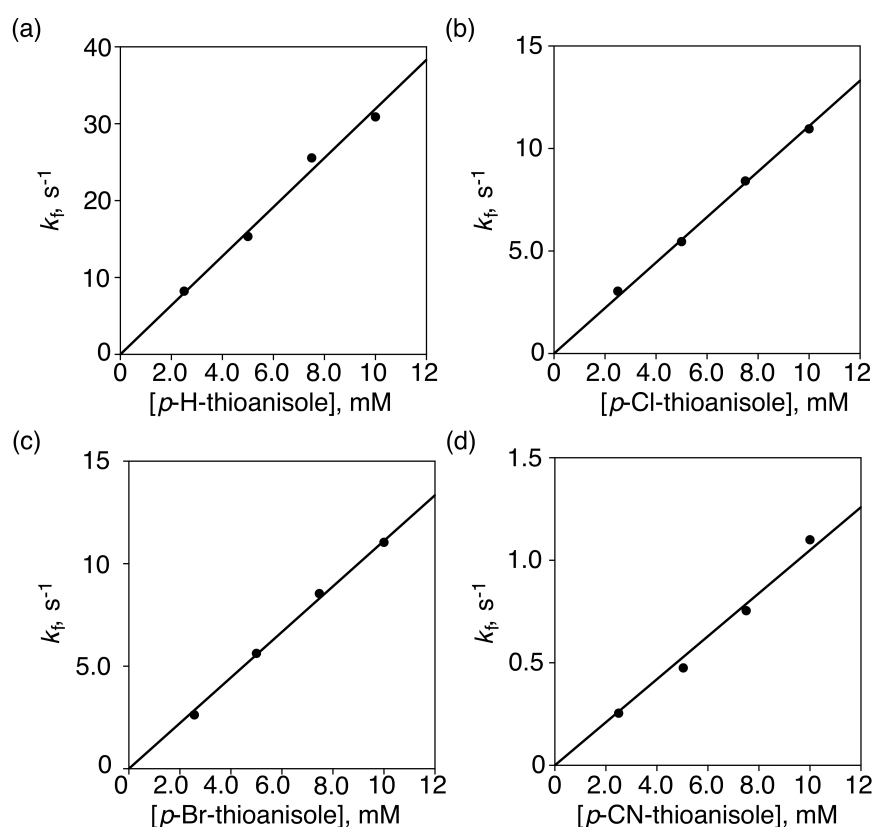 (a)
40
30
20
10
0
kf, s-1
0 2.0 4.0 6.0 8.0 10 12
[p-H-thioanisole], mM
(b)
15
10
5.0
0
kf, s-1
0 2.0 4.0 6.0 8.0 10 12
[p-Cl-thioanisole], mM
(c)
15
10
5.0
0
kf, s-1
0 2.0 4.0 6.0 8.0 10 12
[p-Br-thioanisole], mM
(d)
1.5
1.0
0.5
0
kf, s-1
0 2.0 4.0 6.0 8.0 10 12
[p-CN-thioanisole], mM